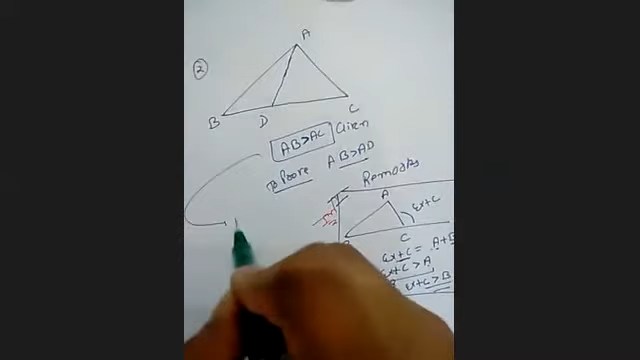 2
A
B D C
AB>AC Given
To Prove AB>AD
Remarks
A
ext C
B C
ext C = A+B
ext C > A
ext C > B